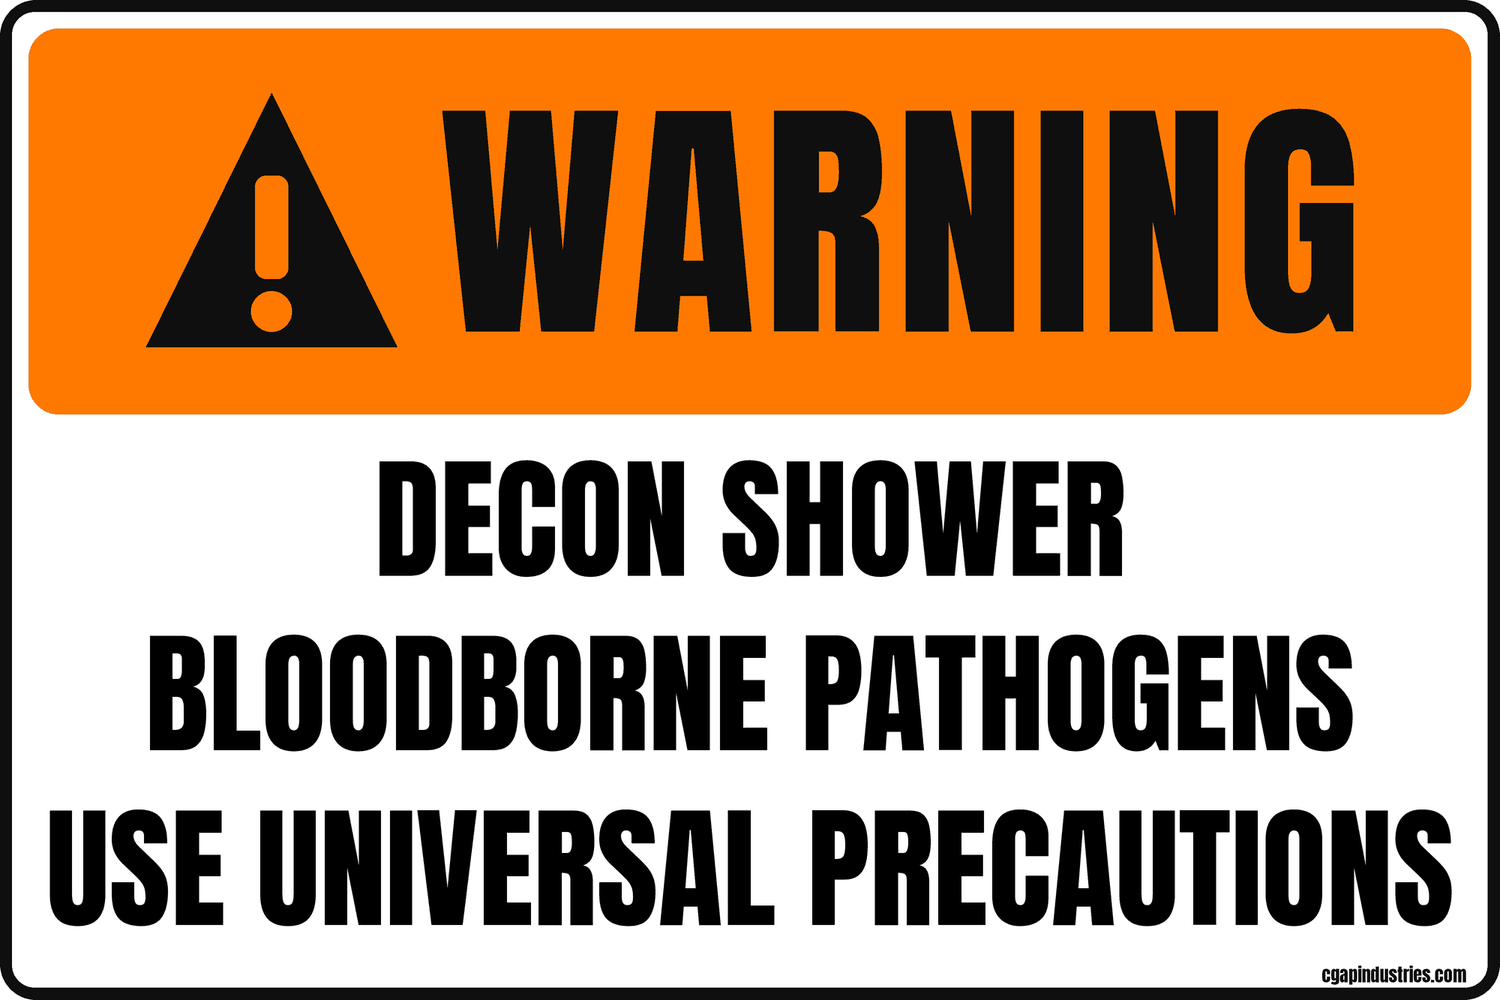 WARNING
DECON SHOWER
BLOODBORNE PATHOGENS
USE UNIVERSAL PRECAUTIONS
cgapindustries.com